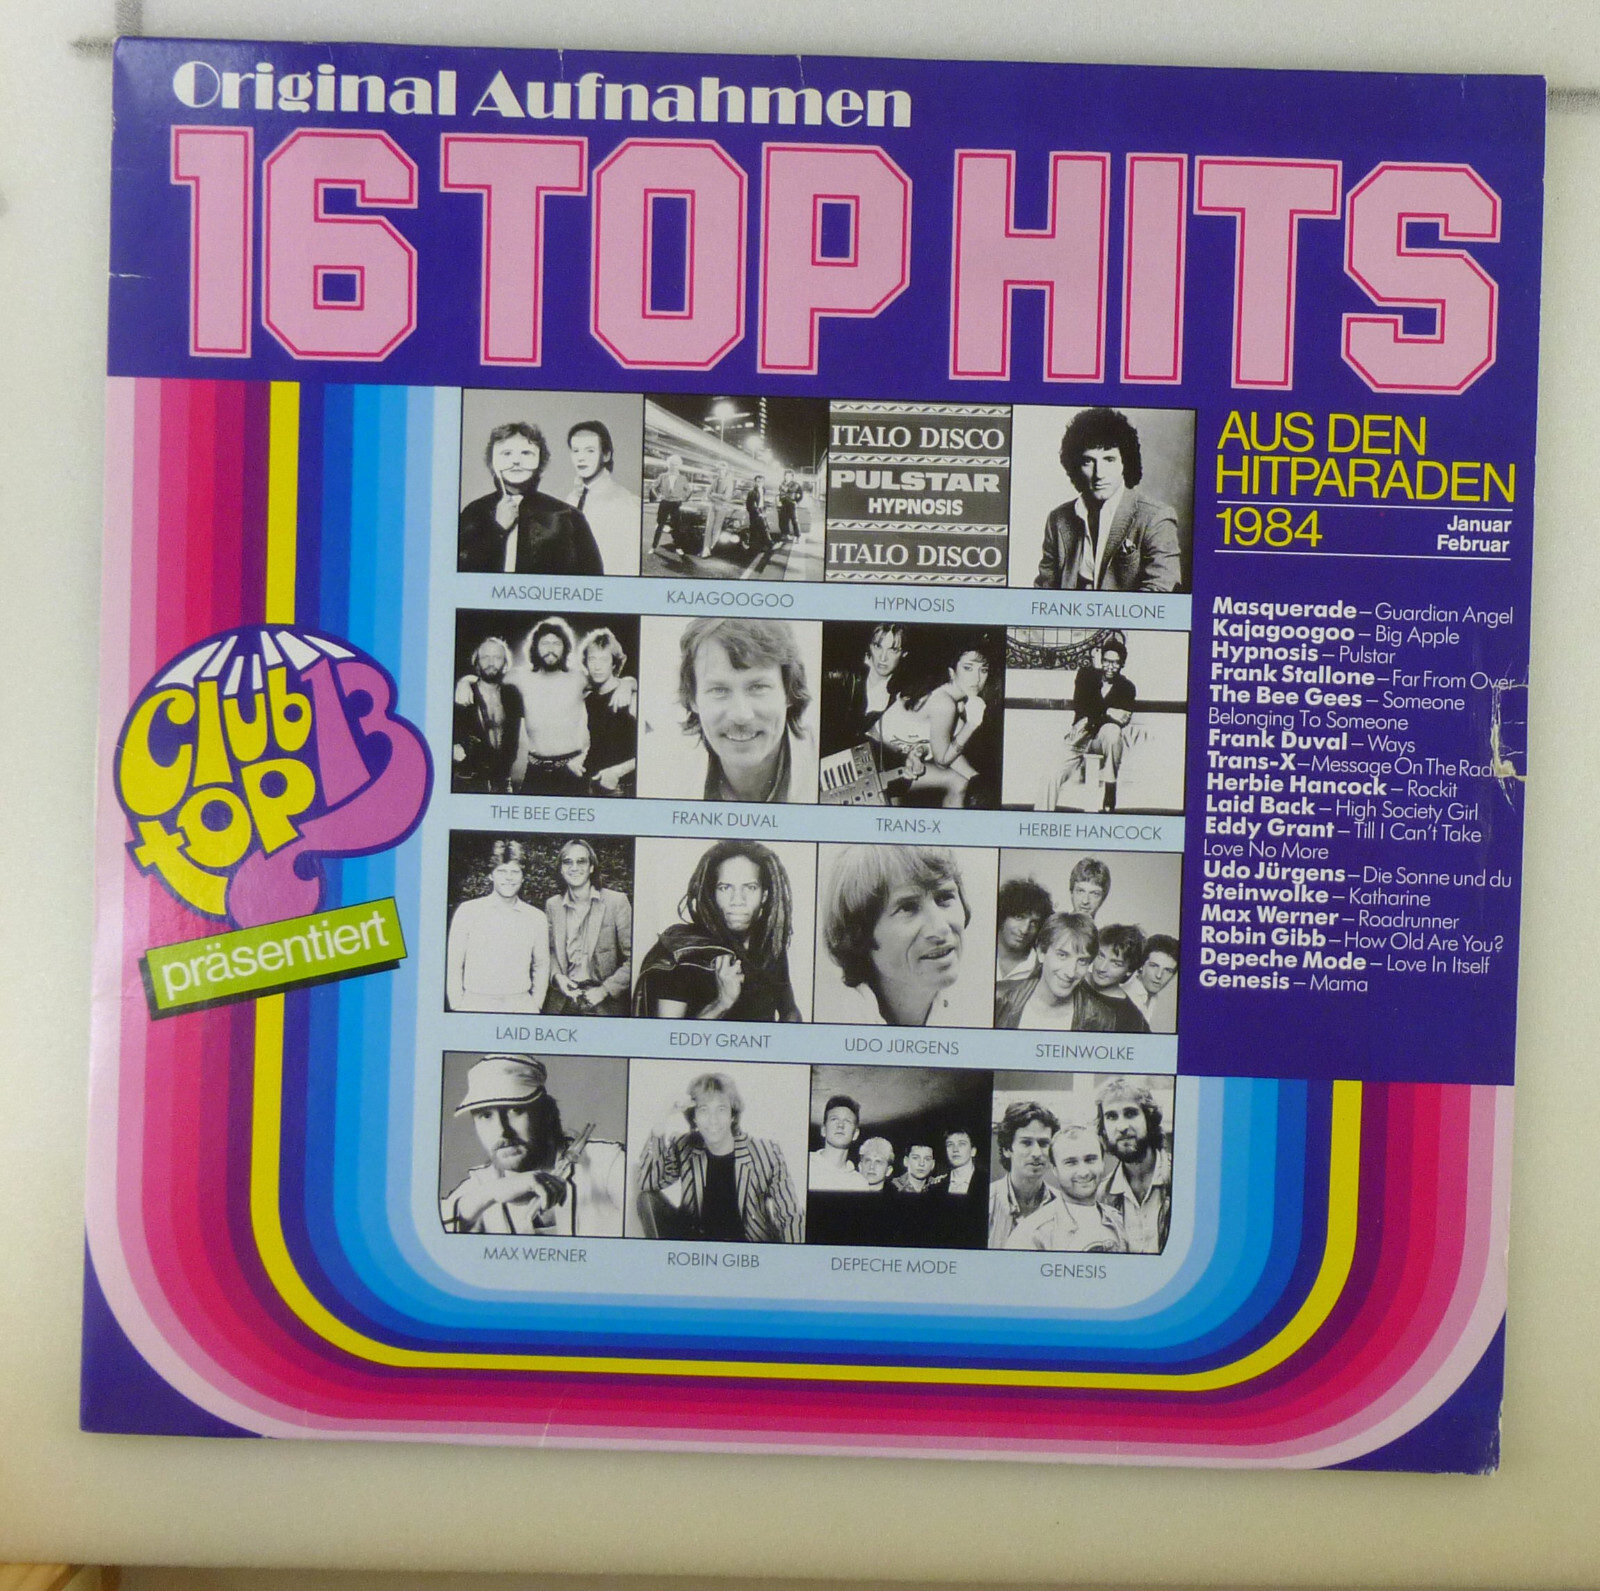 Original Aufnahmen
16 TOP HITS
AUS DEN
HITPARADEN
1984
Januar
Februar
Masquerade – Guardian Angel
Kajagoogoo – Big Apple
Hypnosis – Pulstar
Frank Stallone – Far From Over
The Bee Gees – Someone
Belonging To Someone
Frank Duval – Ways
Trans-X – Message On The Rad
Herbie Hancock – Rockit
Laid Back – High Society Girl
Eddy Grant – Till I Can't Take
Love No More
Udo Jürgens – Die Sonne und du
Steinwolke – Katharine
Max Werner – Roadrunner
Robin Gibb – How Old Are You?
Depeche Mode – Love In Itself
Genesis – Mama
Club
top 13
präsentiert
ITALO DISCO
PULSTAR
HYPNOSIS
ITALO DISCO
MASQUERADE
KAJAGOOGOO
HYPNOSIS
FRANK STALLONE
THE BEE GEES
FRANK DUVAL
TRANS-X
HERBIE HANCOCK
LAID BACK
EDDY GRANT
UDO JÜRGENS
STEINWOLKE
MAX WERNER
ROBIN GIBB
DEPECHE MODE
GENESIS